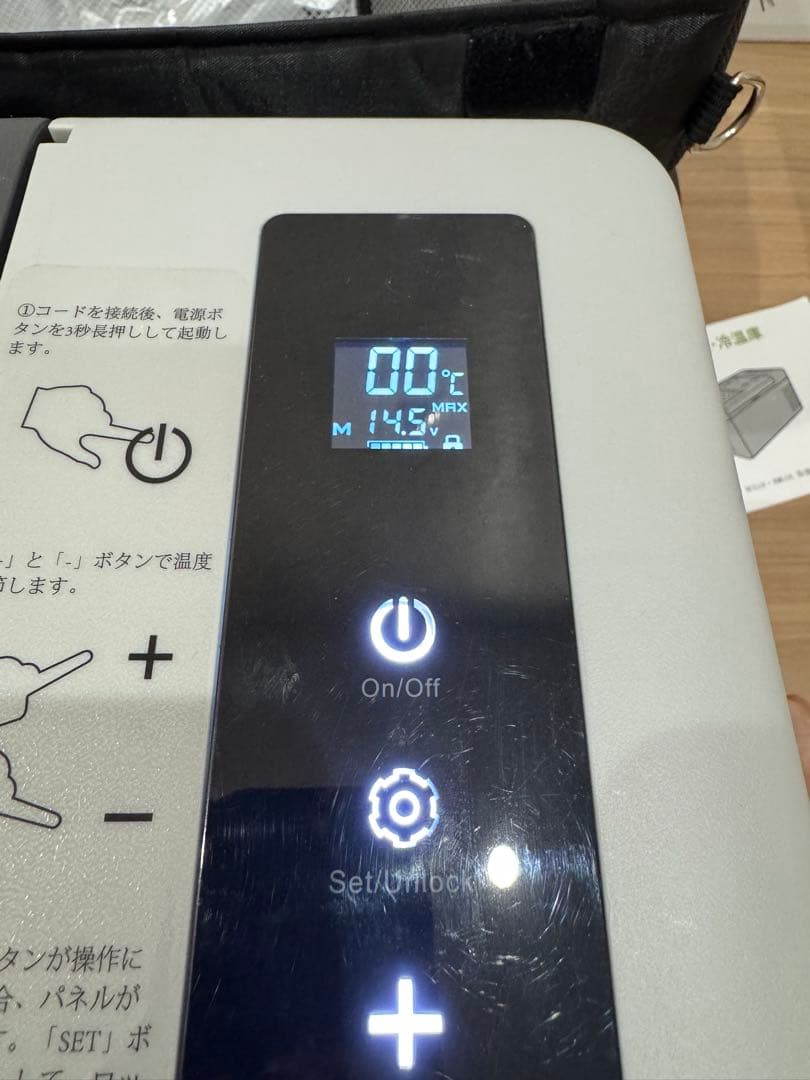 ①コードを接続後、電源ボ
タンを3秒長押しして起動し
ます。
」と「-」ボタンで温度
します。
+
−
タンが操作に
合、パネルが
。「SET」ボ
00℃
MAX
M 14.5v
On/Off
Set/Unlock
+
冷温庫